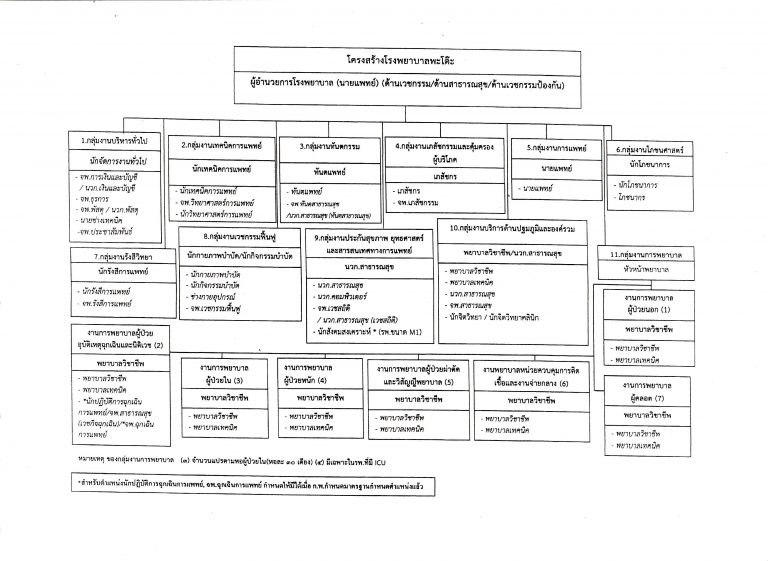 โครงสร้างโรงพยาบาลพะโต๊ะ
ผู้อำนวยการโรงพยาบาล (นายแพทย์) (ด้านเวชกรรม/ด้านสาธารณสุข/ด้านเวชกรรมป้องกัน)
1.กลุ่มงานบริหารทั่วไป
นักจัดการงานทั่วไป
- จพ.การเงินและบัญชี
/ นวก.เงินและบัญชี
- จพ.ธุรการ
- จพ.พัสดุ / นวก.พัสดุ
- นายช่างเทคนิค
-จพ.ประชาสัมพันธ์
2.กลุ่มงานเทคนิคการแพทย์
นักเทคนิคการแพทย์
- นักเทคนิคการแพทย์
-จพ.วิทยาศาสตร์การแพทย์
- นักวิทยาศาสตร์การแพทย์
3.กลุ่มงานทันตกรรม
ทันตแพทย์
- ทันตแพทย์
- จพ.ทันตสาธารณสุข
/นวก.สาธารณสุข (ทันตสาธารณสุข)
4.กลุ่มงานเภสัชกรรมและคุ้มครอง
ผู้บริโภค
เภสัชกร
- เภสัชกร
- จพ.เภสัชกรรม
5.กลุ่มงานการแพทย์
นายแพทย์
- นายแพทย์
6.กลุ่มงานโภชนศาสตร์
นักโภชนาการ
- นักโภชนาการ
- โภชนากร
7.กลุ่มงานรังสีวิทยา
นักรังสีการแพทย์
- นักรังสีการแพทย์
- จพ.รังสีการแพทย์
8.กลุ่มงานเวชกรรมฟื้นฟู
นักกายภาพบำบัด/นักกิจกรรมบำบัด
- นักกายภาพบำบัด
- นักกิจกรรมบำบัด
- ช่างกายอุปกรณ์
- จพ.เวชกรรมฟื้นฟู
9.กลุ่มงานประกันสุขภาพ ยุทธศาสตร์
และสารสนเทศทางการแพทย์
นวก.สาธารณสุข
- นวก.สาธารณสุข
- นวก.คอมพิวเตอร์
- จพ.เวชสถิติ
/ นวก.สาธารณสุข (เวชสถิติ)
- นักสังคมสงเคราะห์ * (รพ.ขนาด M1)
10.กลุ่มงานบริการด้านปฐมภูมิและองค์รวม
พยาบาลวิชาชีพ/นวก.สาธารณสุข
- พยาบาลวิชาชีพ
- พยาบาลเทคนิค
- นวก.สาธารณสุข
- จพ.สาธารณสุข
- นักจิตวิทยา / นักจิตวิทยาคลินิก
11.กลุ่มงานการพยาบาล
หัวหน้าพยาบาล
งานการพยาบาล
ผู้ป่วยนอก (1)
พยาบาลวิชาชีพ
- พยาบาลวิชาชีพ
- พยาบาลเทคนิค
งานการพยาบาลผู้ป่วย
อุบัติเหตุฉุกเฉินและนิติเวช (2)
พยาบาลวิชาชีพ
- พยาบาลวิชาชีพ
- พยาบาลเทคนิค
- *นักปฏิบัติการฉุกเฉิน
การแพทย์/จพ.สาธารณสุข
(เวชกิจฉุกเฉิน)/*จพ.ฉุกเฉิน
การแพทย์
งานการพยาบาล
ผู้ป่วยใน (3)
พยาบาลวิชาชีพ
- พยาบาลวิชาชีพ
- พยาบาลเทคนิค
งานการพยาบาล
ผู้ป่วยหนัก (4)
พยาบาลวิชาชีพ
- พยาบาลวิชาชีพ
- พยาบาลเทคนิค
งานการพยาบาลผู้ป่วยผ่าตัด
และวิสัญญีพยาบาล (5)
พยาบาลวิชาชีพ
- พยาบาลวิชาชีพ
- พยาบาลเทคนิค
งานพยาบาลหน่วยควบคุมการติด
เชื้อและงานจ่ายกลาง (6)
พยาบาลวิชาชีพ
- พยาบาลวิชาชีพ
- พยาบาลเทคนิค
งานการพยาบาล
ผู้คลอด (7)
พยาบาลวิชาชีพ
- พยาบาลวิชาชีพ
- พยาบาลเทคนิค
หมายเหตุ ของกลุ่มงานการพยาบาล (๓) จำนวนแปรตามหอผู้ป่วยใน(หอละ ๓๐ เตียง) (๔) มีเฉพาะในรพ.ที่มี ICU
*สำหรับตำแหน่งนักปฏิบัติการฉุกเฉินการแพทย์, จพ.ฉุกเฉินการแพทย์ กำหนดให้มีได้เมื่อ ก.พ.กำหนดมาตรฐานกำหนดตำแหน่งแล้ว